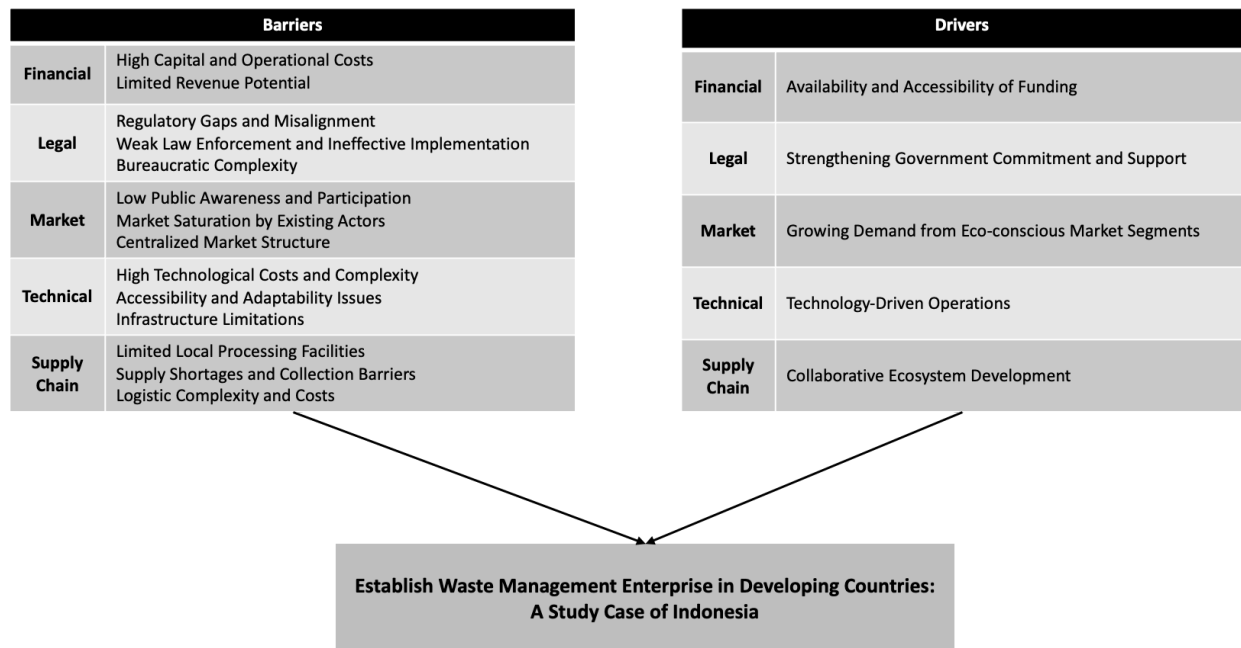 Barriers
Financial
High Capital and Operational Costs
Limited Revenue Potential
Legal
Regulatory Gaps and Misalignment
Weak Law Enforcement and Ineffective Implementation
Bureaucratic Complexity
Market
Low Public Awareness and Participation
Market Saturation by Existing Actors
Centralized Market Structure
Technical
High Technological Costs and Complexity
Accessibility and Adaptability Issues
Infrastructure Limitations
Supply
Chain
Limited Local Processing Facilities
Supply Shortages and Collection Barriers
Logistic Complexity and Costs
Drivers
Financial
Availability and Accessibility of Funding
Legal
Strengthening Government Commitment and Support
Market
Growing Demand from Eco-conscious Market Segments
Technical
Technology-Driven Operations
Supply
Chain
Collaborative Ecosystem Development
Establish Waste Management Enterprise in Developing Countries:
A Study Case of Indonesia